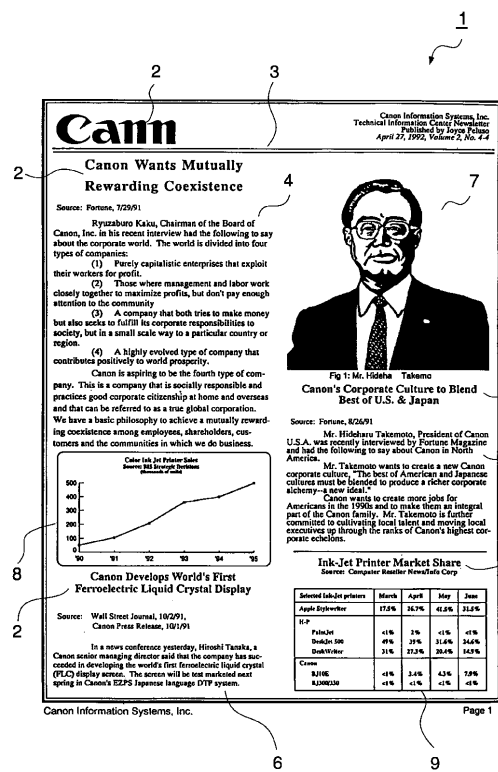 1
2
3
Canon
Canon Information Systems, Inc.
Technical Information Center Newsletter
Published by Joyce Peluso
April 27, 1992, Volume 2, No. 4-4
2
Canon Wants Mutually
Rewarding Coexistence
Source: Fortune, 7/29/91
4
Ryuzaburo Kaku, Chairman of the Board of
Canon, Inc. in his recent interview had the following to say
about the corporate world. The world is divided into four
types of companies:
(1) Purely capitalistic enterprises that exploit
their workers for profit.
(2) Those where management and labor work
closely together to maximize profits, but don't pay enough
attention to the community
(3) A company that both tries to make money
but also seeks to fulfill its corporate responsibilities to
society, but in a small scale way to a particular country or
region.
(4) A highly evolved type of company that
contributes positively to world prosperity.
Canon is aspiring to be the fourth type of com-
pany. This is a company that is socially responsible and
practices good corporate citizenship at home and overseas
and that can be referred to as a true global corporation.
We have a basic philosophy to achieve a mutually reward-
ing coexistence among employees, shareholders, cus-
tomers and the communities in which we do business.
Color Ink Jet Printer Sales
Source: BIS Strategic Decisions
(thousands of units)
500
400
300
200
100
0
'90 '91 '92 '93 '94 '95
8
Canon Develops World's First
Ferroelectric Liquid Crystal Display
2
Source: Wall Street Journal, 10/2/91,
Canon Press Release, 10/1/91
In a news conference yesterday, Hiroshi Tanaka, a
Canon senior managing director said that the company has suc-
ceeded in developing the world's first ferroelectric liquid crystal
(FLC) display screen. The screen will be test marketed next
spring in Canon's EZPS Japanese language DTP system.
6
7
Fig 1: Mr. Hideha Takemo
Canon's Corporate Culture to Blend
Best of U.S. & Japan
Source: Fortune, 8/26/91
Mr. Hideharu Takemoto, President of Canon
U.S.A. was recently interviewed by Fortune Magazine
and had the following to say about Canon in North
America.
Mr. Takemoto wants to create a new Canon
corporate culture, "The best of American and Japanese
cultures must be blended to produce a richer corporate
alchemy--a new ideal."
Canon wants to create more jobs for
Americans in the 1990s and to make them an integral
part of the Canon family. Mr. Takemoto is further
committed to cultivating local talent and moving local
executives up through the ranks of Canon's highest cor-
porate echelons.
Ink-Jet Printer Market Share
Source: Computer Reseller News/Info Corp
Selected Ink-Jet printers March April May June
Apple Stylewriter 17.5% 26.7% 41.6% 31.6%
H-P
PaintJet <1% 2% <1% <1%
DeskJet 500 49% 39% 31.6% 24.6%
DeskWriter 31% 27.3% 20.4% 14.9%
Canon
BJ10E <1% 3.4% 4.3% 7.9%
BJ300/330 <1% <1% <1% <1%
9
Canon Information Systems, Inc.
Page 1